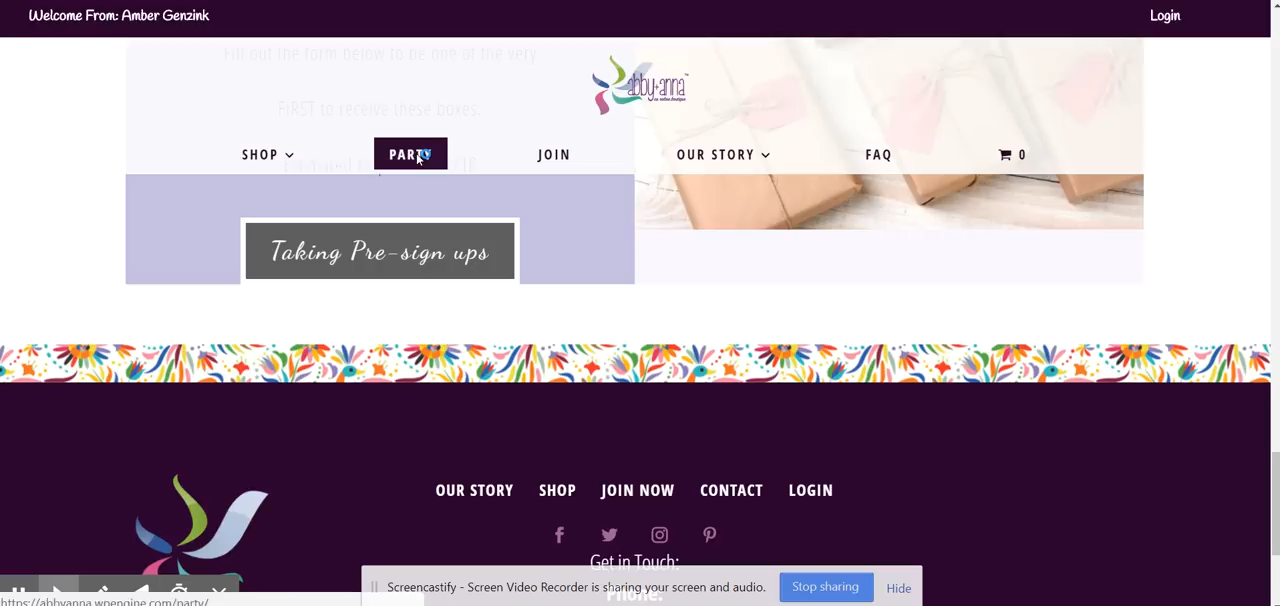 Welcome From: Amber Genzink
Login
Fill out the form below to be one of the very
FIRST to receive these boxes.
abby+anna™
SHOP
PARTY
JOIN
OUR STORY
FAQ
0
Taking Pre-sign ups
OUR STORY
SHOP
JOIN NOW
CONTACT
LOGIN
Get in Touch:
Phone:
Screencastify - Screen Video Recorder is sharing your screen and audio.
Stop sharing
Hide
https://abbyanna.wpengine.com/party/